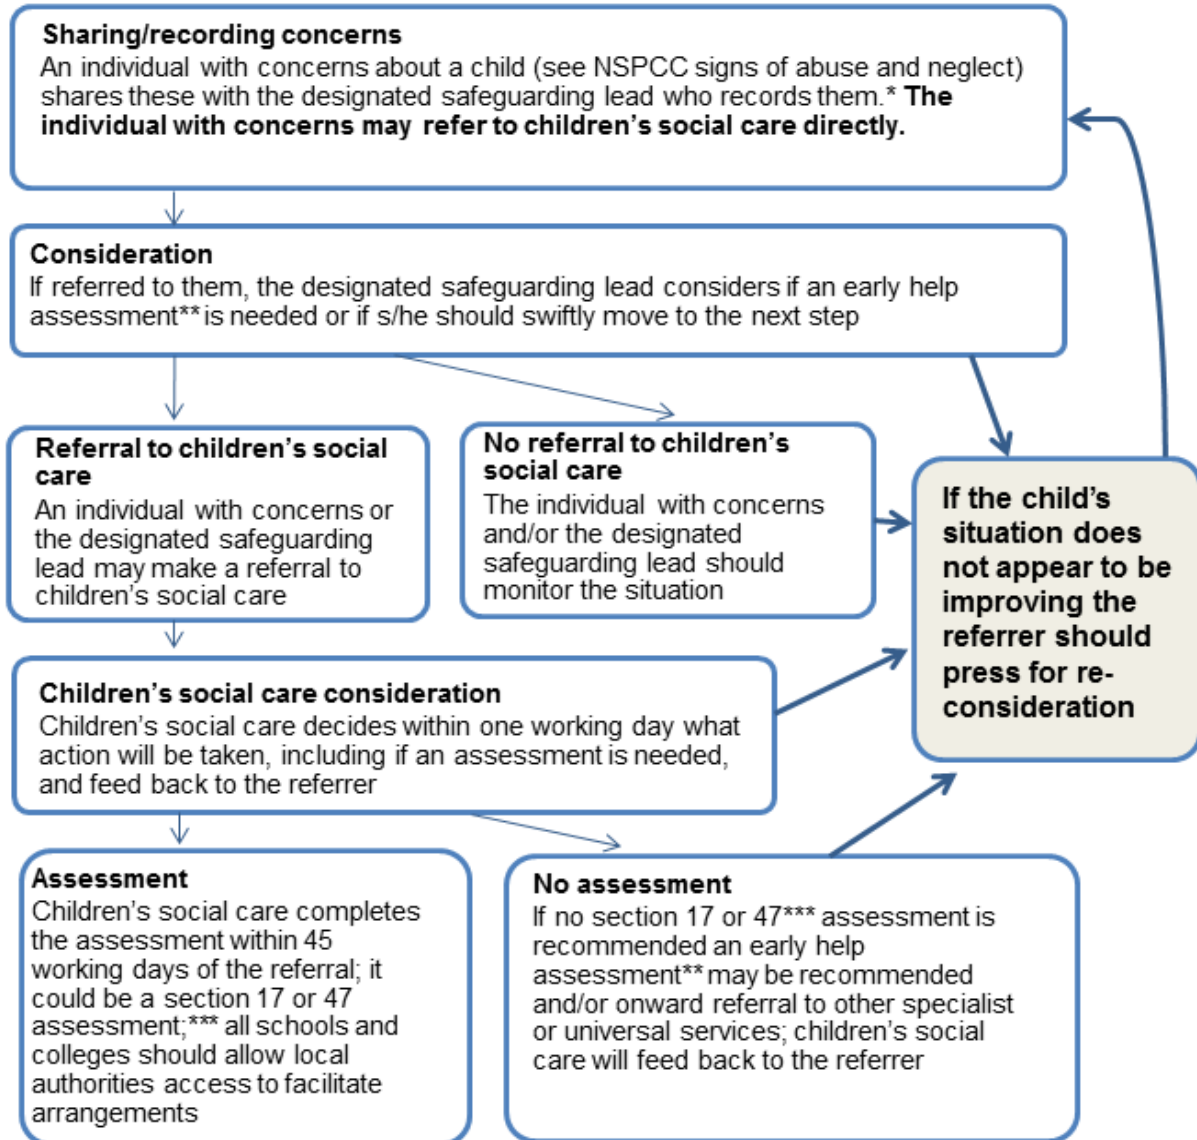 Sharing/recording concerns
An individual with concerns about a child (see NSPCC signs of abuse and neglect)
shares these with the designated safeguarding lead who records them.* The
individual with concerns may refer to children's social care directly.
Consideration
If referred to them, the designated safeguarding lead considers if an early help
assessment** is needed or if s/he should swiftly move to the next step
Referral to children's social
care
An individual with concerns or
the designated safeguarding
lead may make a referral to
children's social care
No referral to children's
social care
The individual with concerns
and/or the designated
safeguarding lead should
monitor the situation
If the child's
situation does
not appear to be
improving the
referrer should
press for re-
consideration
Children's social care consideration
Children's social care decides within one working day what
action will be taken, including if an assessment is needed,
and feed back to the referrer
Assessment
Children's social care completes
the assessment within 45
working days of the referral; it
could be a section 17 or 47
assessment;*** all schools and
colleges should allow local
authorities access to facilitate
arrangements
No assessment
If no section 17 or 47*** assessment is
recommended an early help
assessment** may be recommended
and/or onward referral to other specialist
or universal services; children's social
care will feed back to the referrer